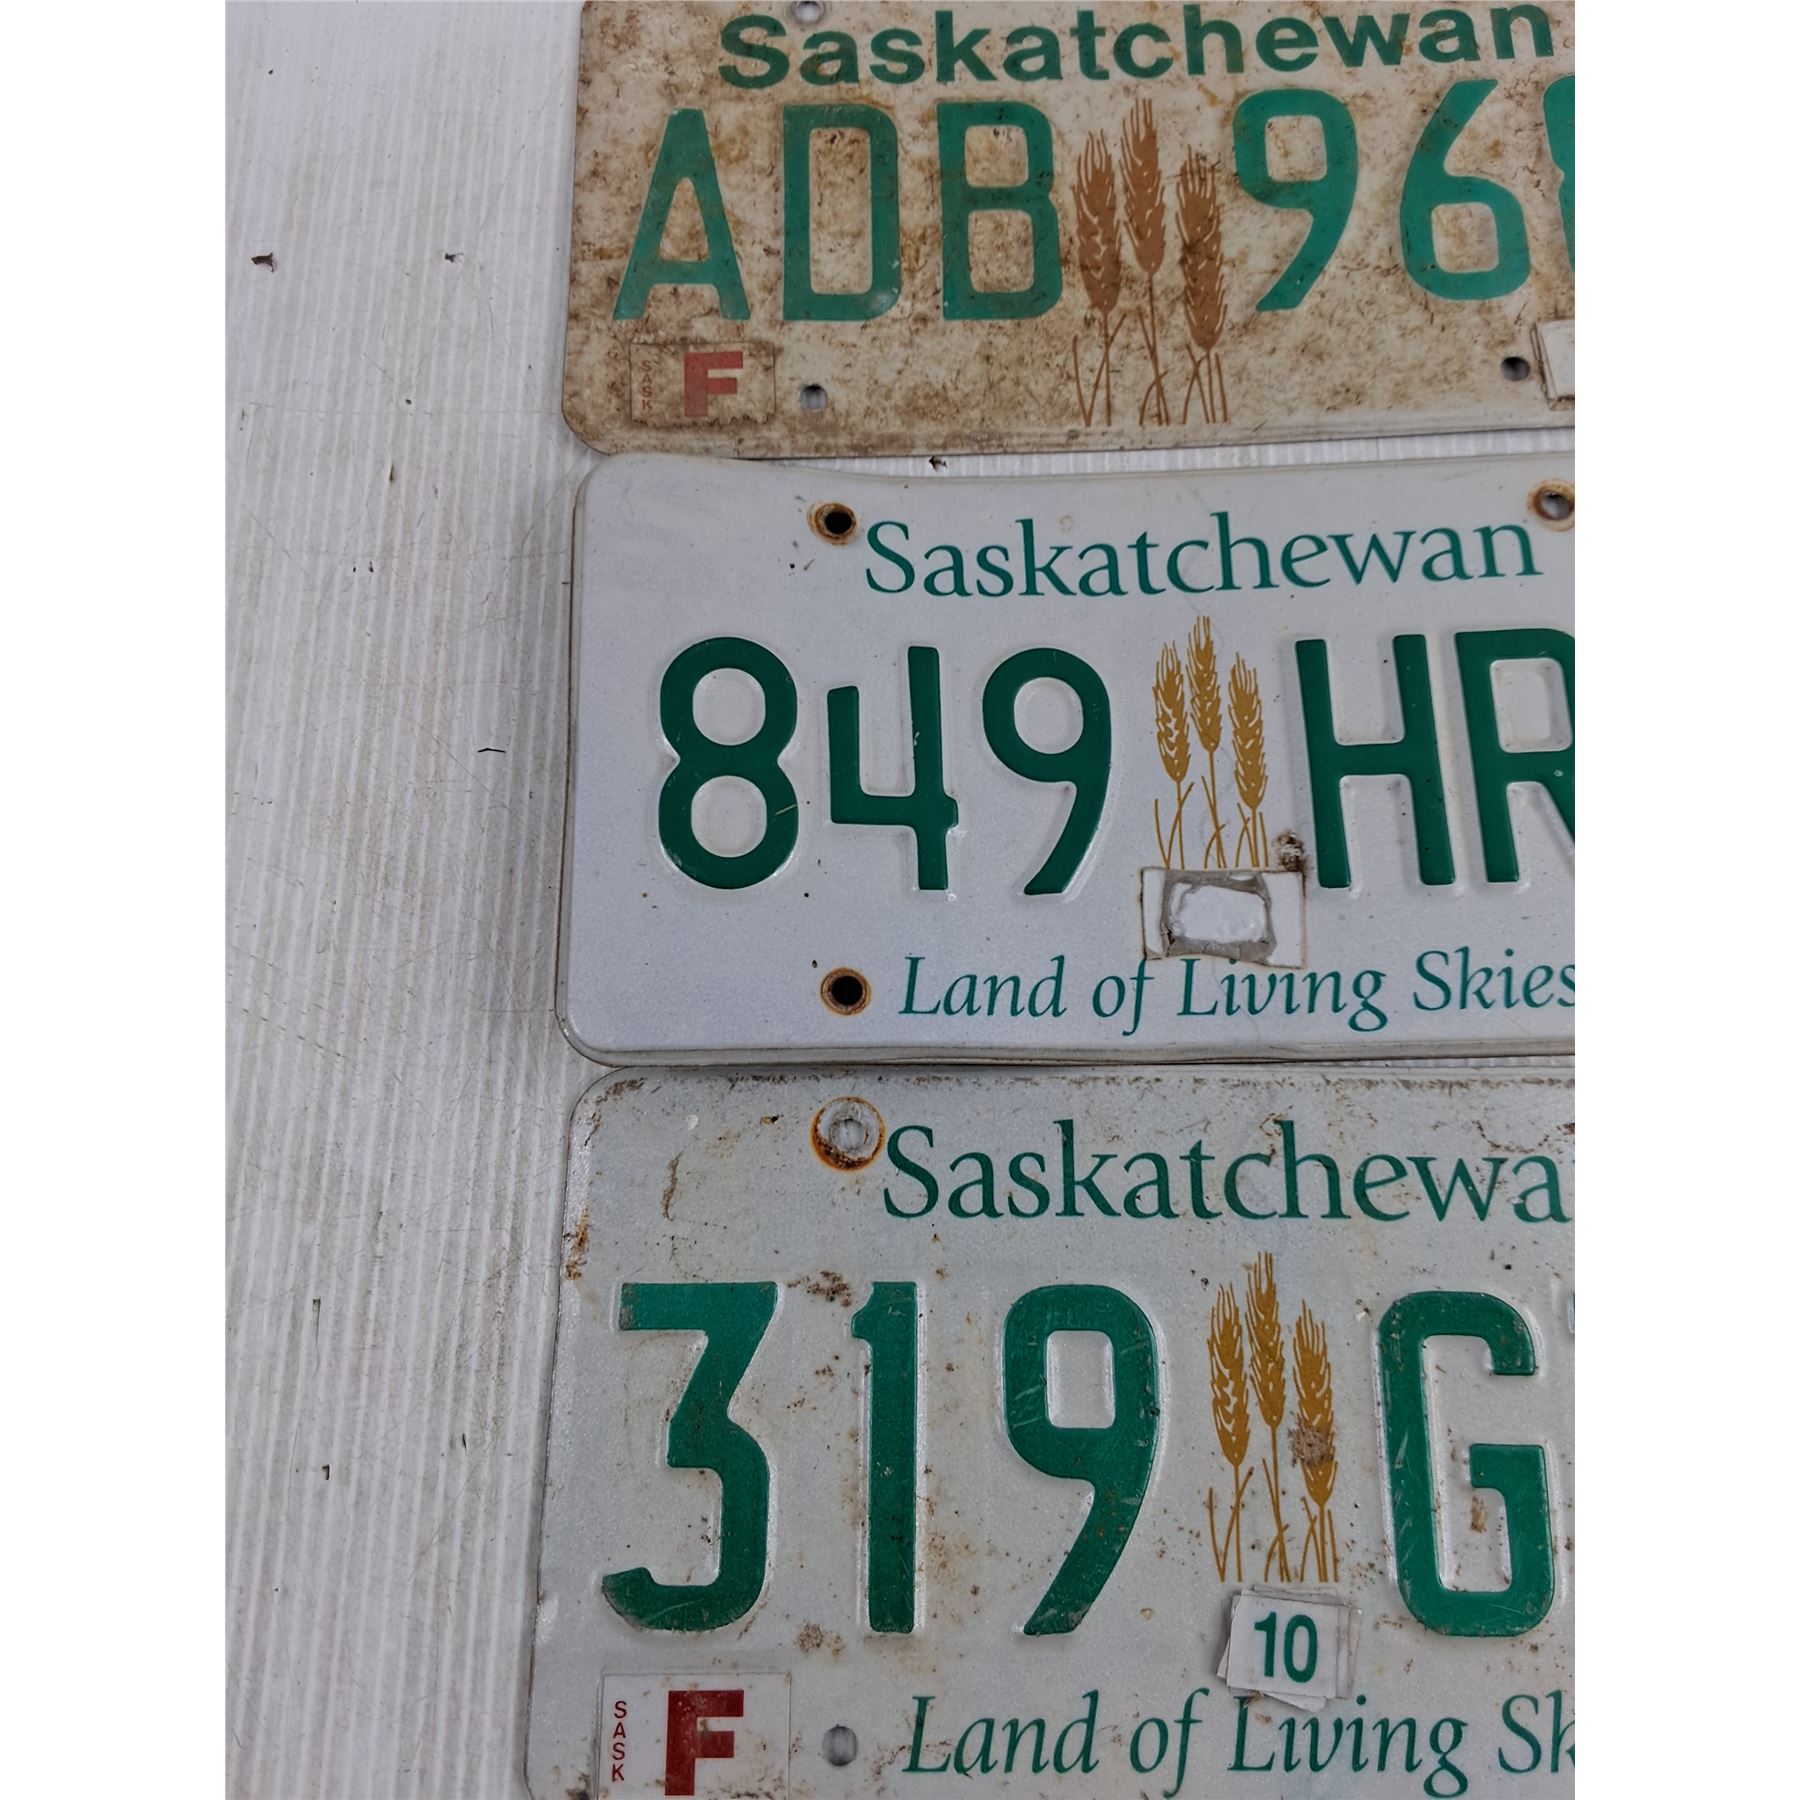 Saskatchewan
ADB 96
SASK F
Saskatchewan
849 HR
Land of Living Skies
Saskatchewa
319 G
10
SASK F
Land of Living Sk